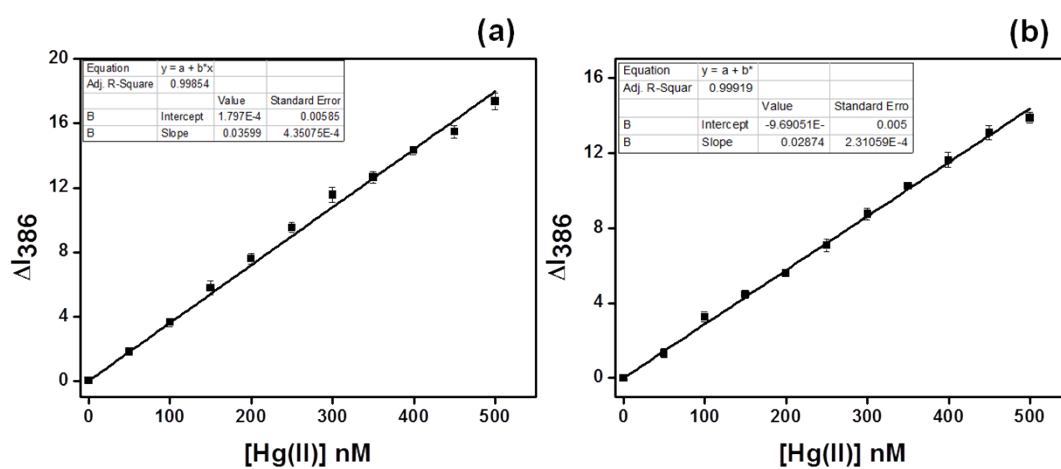 (a)
Equation y = a + b*x
Adj. R-Square 0.99854
Value Standard Error
B Intercept 1.797E-4 0.00585
B Slope 0.03599 4.35075E-4
20
16
12
8
4
0
ΔI386
0 100 200 300 400 500
[Hg(II)] nM
(b)
Equation y = a + b*
Adj. R-Squar 0.99919
Value Standard Erro
B Intercept -9.69051E- 0.005
B Slope 0.02874 2.31059E-4
16
12
8
4
0
ΔI386
0 100 200 300 400 500
[Hg(II)] nM